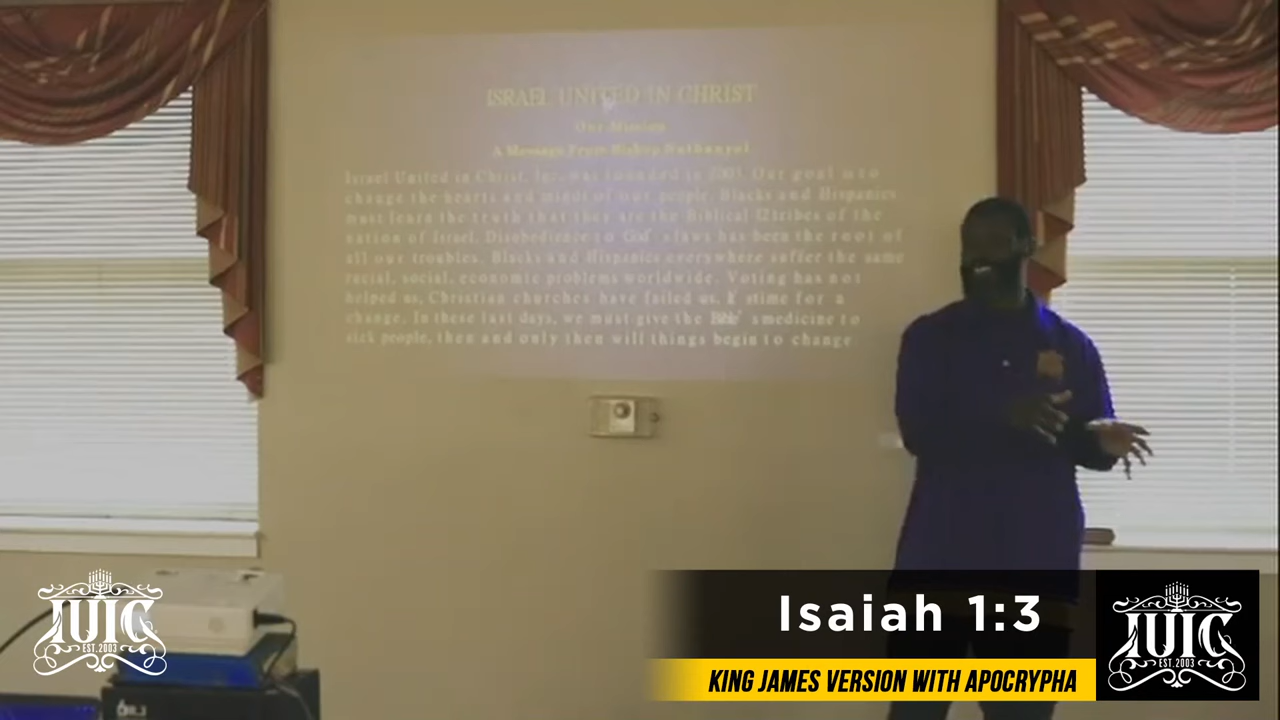 ISRAEL UNITED IN CHRIST
Our Mission
A Message From Bishop Nathanyel
Israel United in Christ, Inc. was founded in 2003. Our goal is to
change the hearts and minds of our people. Blacks and Hispanics
must learn the truth that they are the Biblical 12 tribes of the
nation of Israel. Disobedience to God's laws has been the root of
all our troubles. Blacks and Hispanics everywhere suffer the same
racial, social, economic problems worldwide. Voting has not
helped us, Christian churches have failed us. It's time for a
change. In these last days, we must give the Bible's medicine to
sick people, then and only then will things begin to change.
IUIC
EST. 2003
Isaiah 1:3
KING JAMES VERSION WITH APOCRYPHA
IUIC
EST. 2003